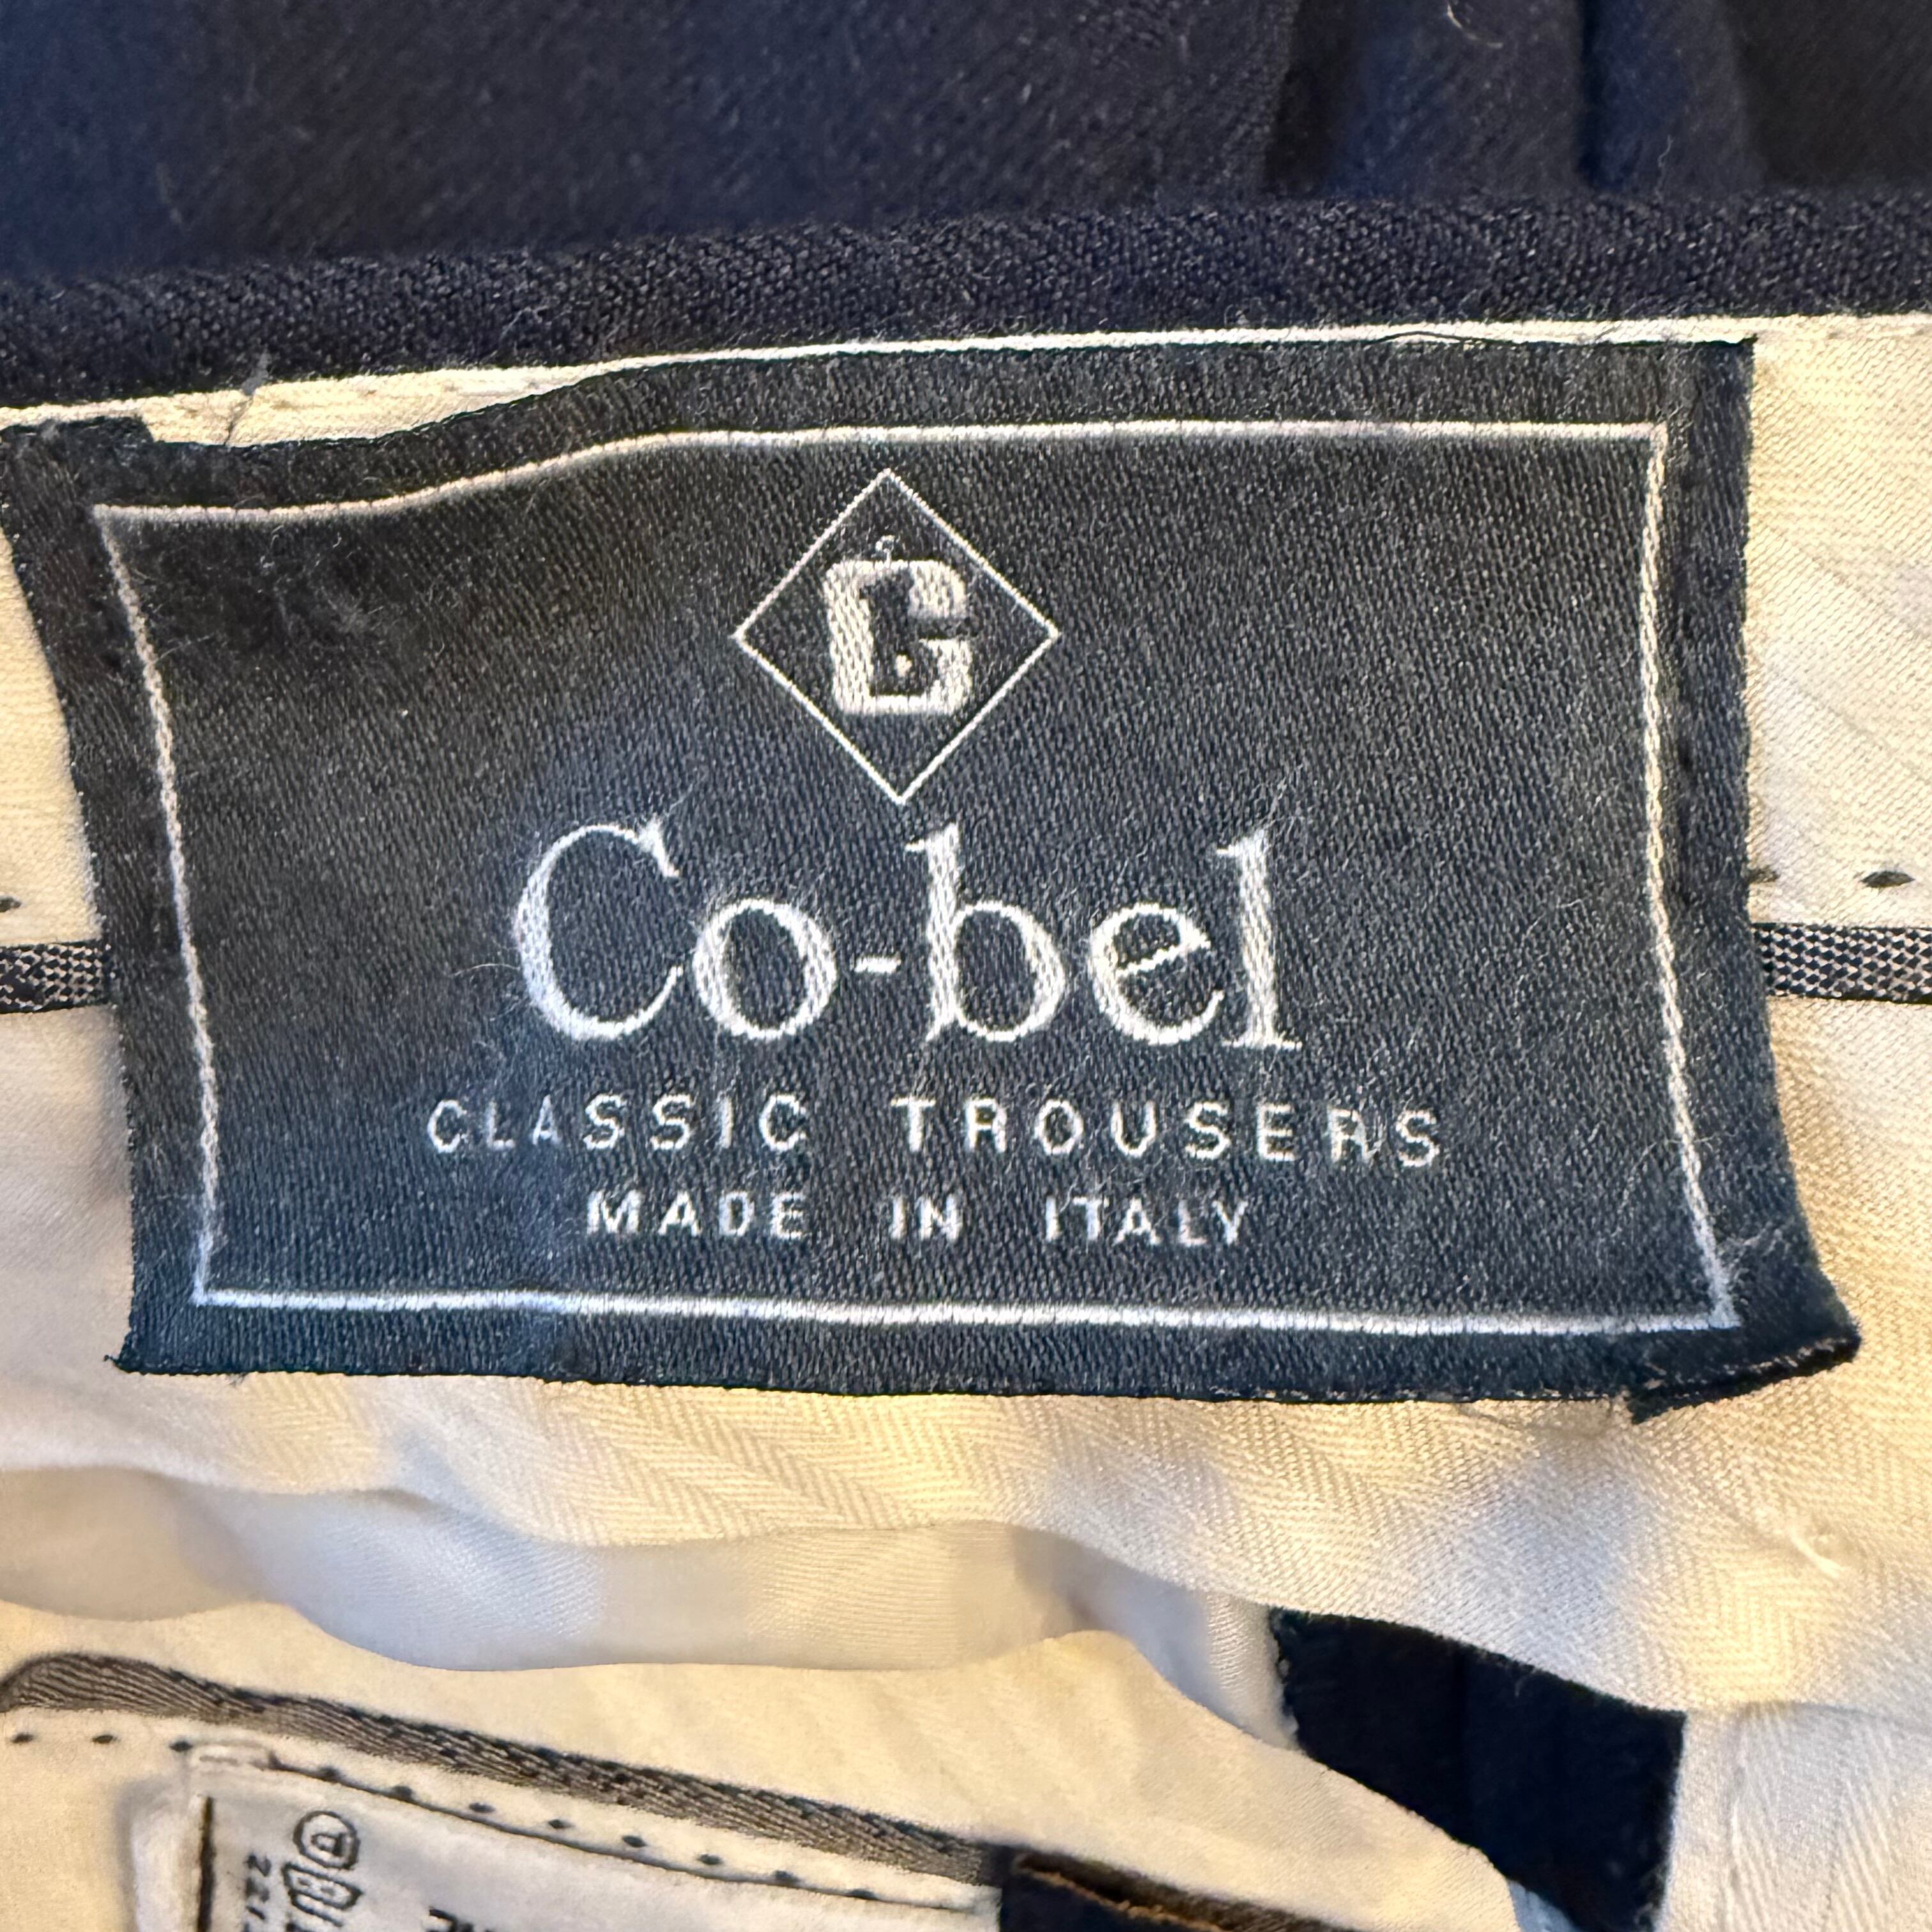 C
Co-bel
CLASSIC TROUSERS
MADE IN ITALY